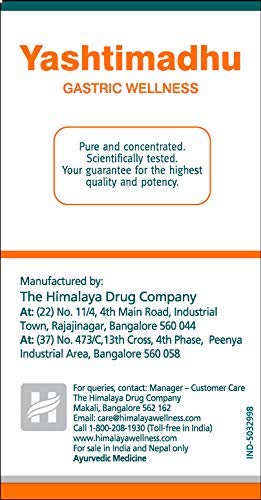 Yashtimadhu
GASTRIC WELLNESS
Pure and concentrated.
Scientifically tested.
Your guarantee for the highest
quality and potency.
Manufactured by:
The Himalaya Drug Company
At: (22) No. 11/4, 4th Main Road, Industrial
Town, Rajajinagar, Bangalore 560 044
At: (37) No. 473/C,13th Cross, 4th Phase, Peenya
Industrial Area, Bangalore 560 058
For queries, contact: Manager – Customer Care
The Himalaya Drug Company
Makali, Bangalore 562 162
Email: care@himalayawellness.com
Call 1-800-208-1930 (Toll-free in India)
www.himalayawellness.com
For sale in India and Nepal only
Ayurvedic Medicine
IND-5032998